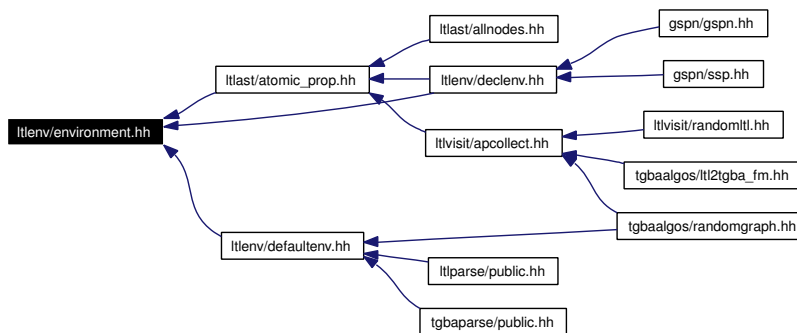 ltlast/allnodes.hh
gspn/gspn.hh
ltlast/atomic_prop.hh
ltlenv/declenv.hh
gspn/ssp.hh
ltlenv/environment.hh
ltlvisit/apcollect.hh
ltlvisit/randomltl.hh
tgbaalgos/ltl2tgba_fm.hh
tgbaalgos/randomgraph.hh
ltlenv/defaultenv.hh
ltlparse/public.hh
tgbaparse/public.hh